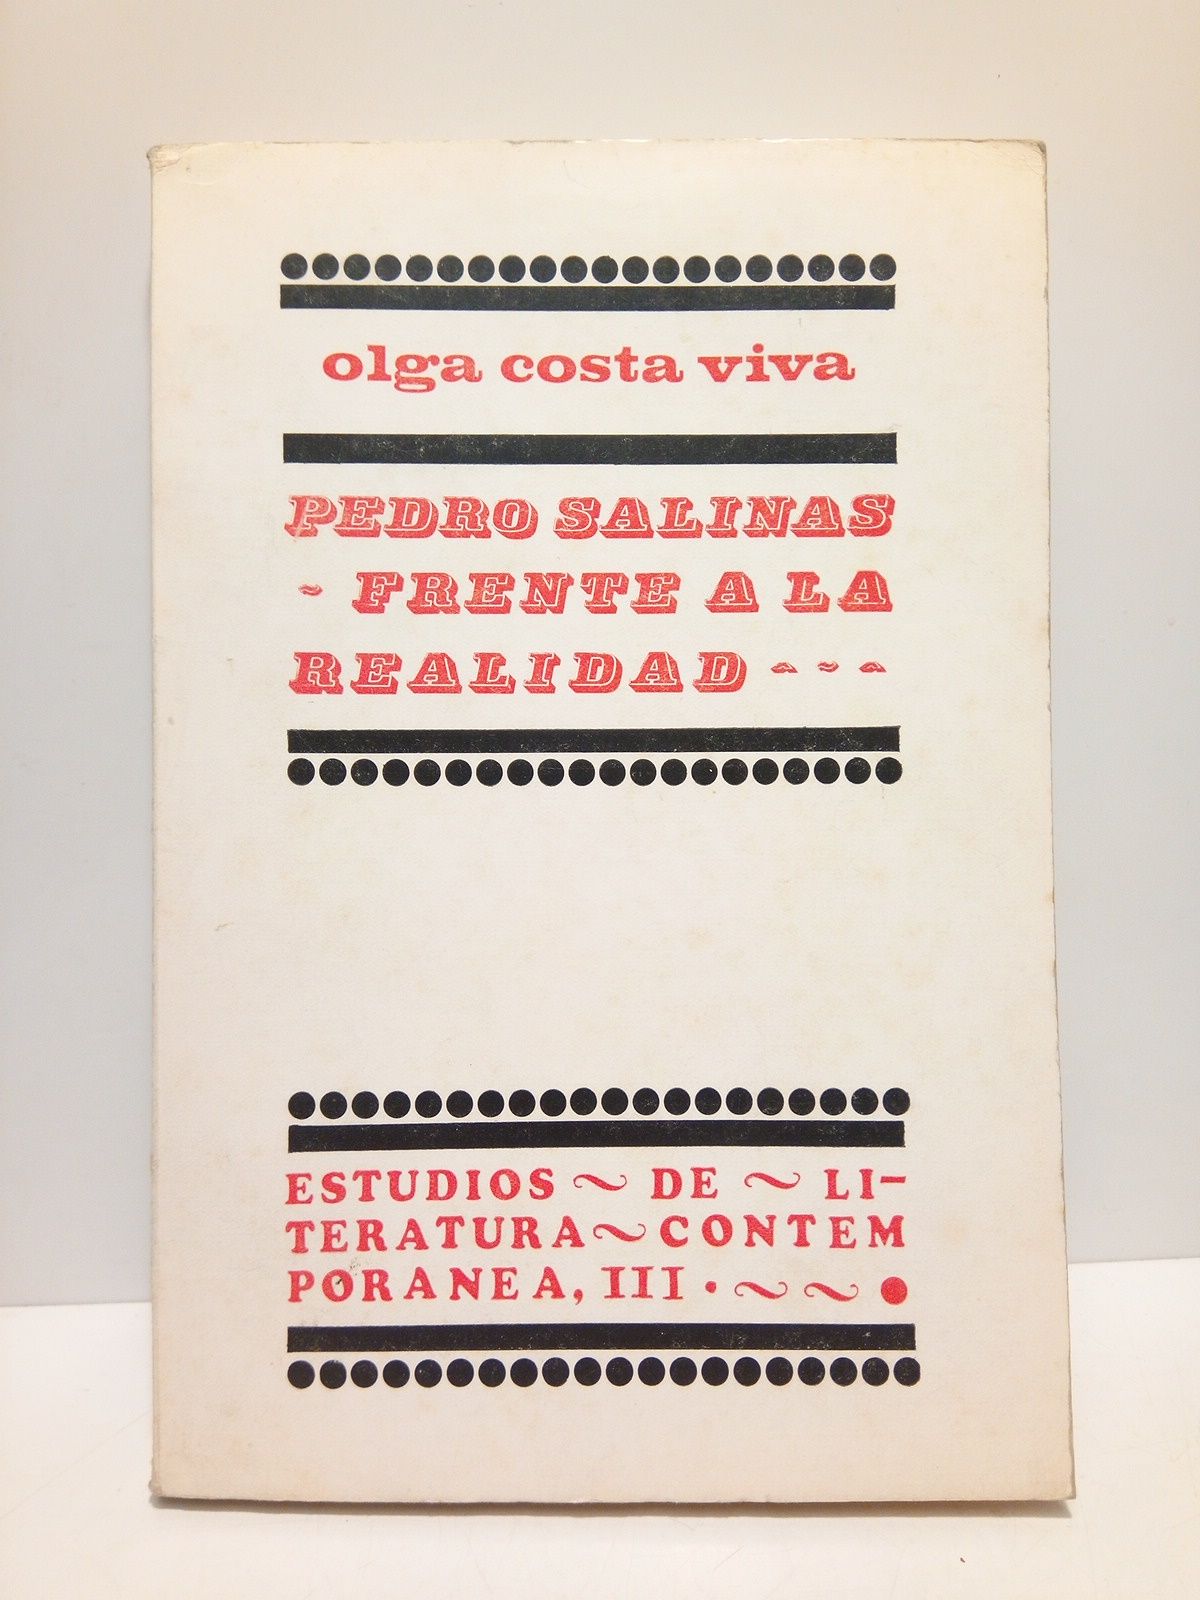 olga costa viva
PEDRO SALINAS
~ FRENTE A LA
REALIDAD ~ ~ ~
ESTUDIOS ~ DE ~ LI-
TERATURA ~ CONTEM
PORANEA, III · ~ ~ ●